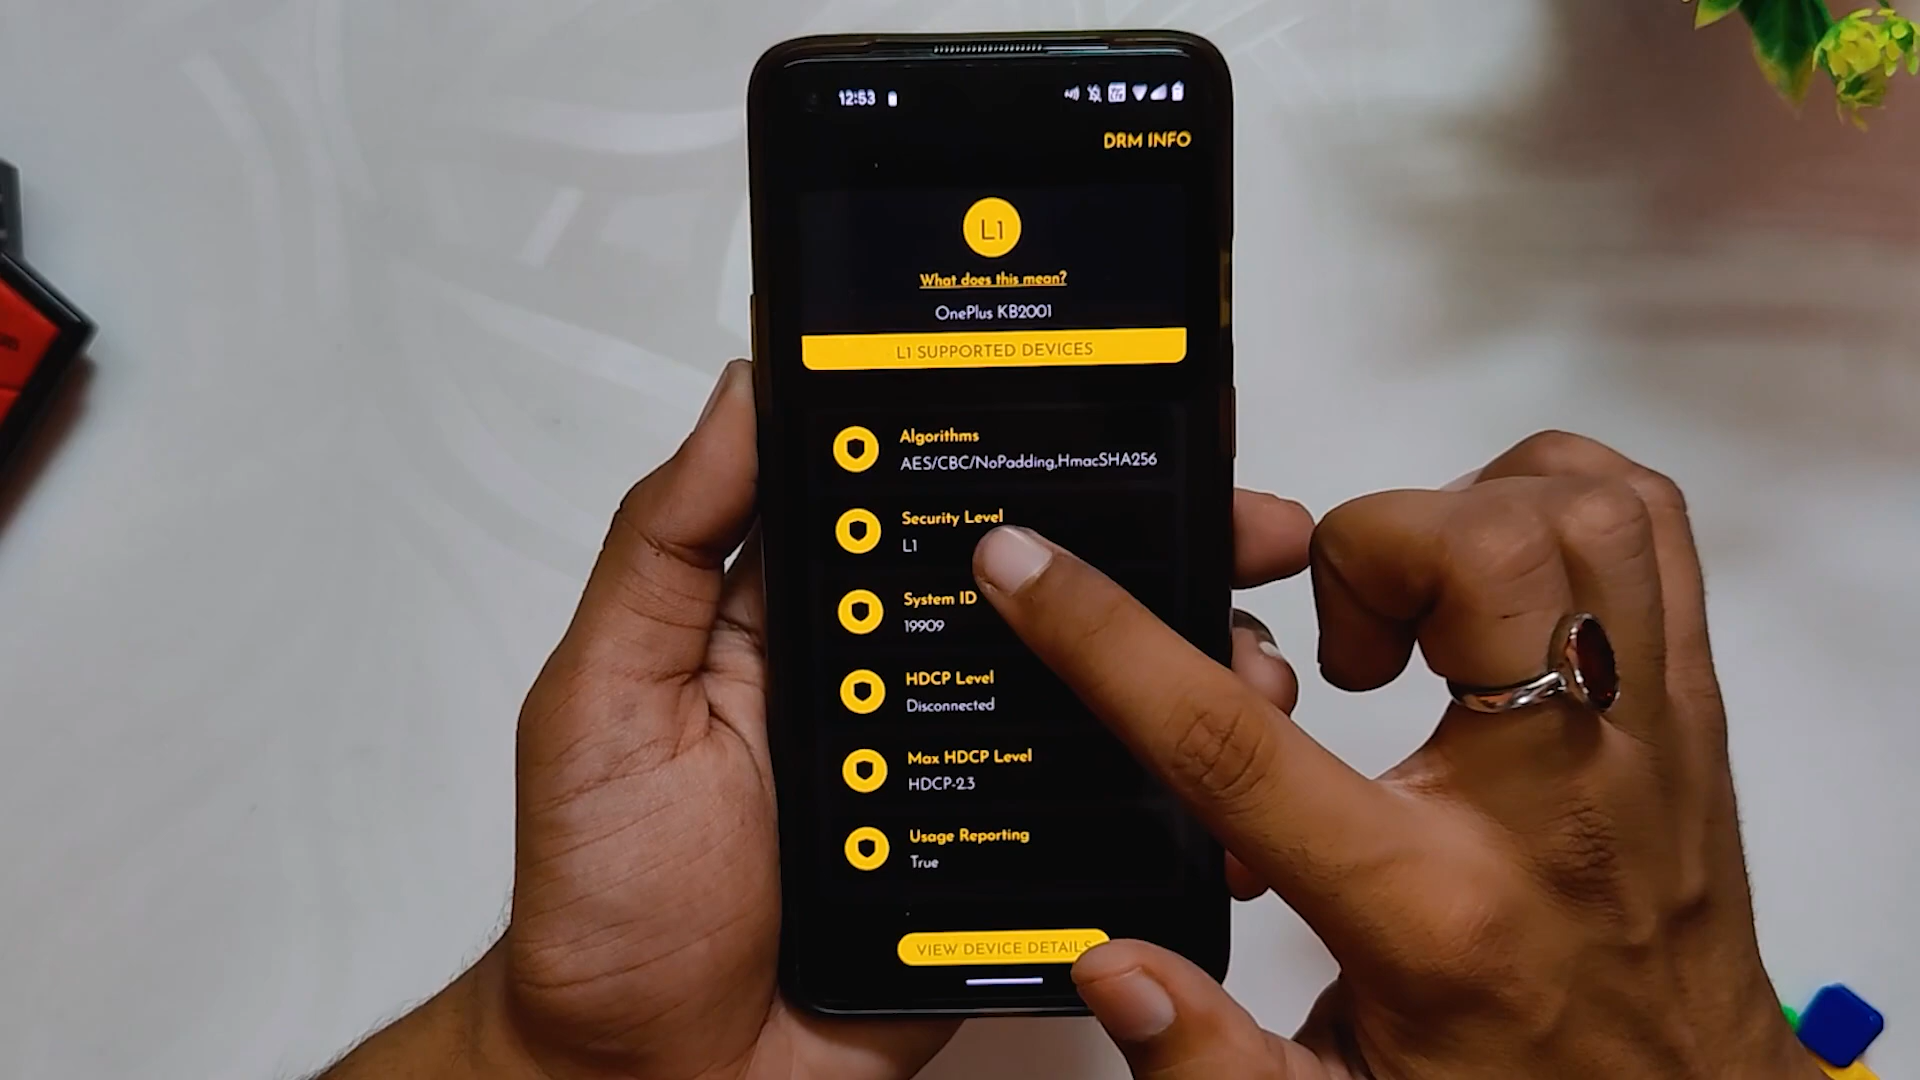 12:53
DRM INFO
L1
What does this mean?
OnePlus KB2001
L1 SUPPORTED DEVICES
Algorithms
AES/CBC/NoPadding,HmacSHA256
Security Level
L1
System ID
19909
HDCP Level
Disconnected
Max HDCP Level
HDCP-2.3
Usage Reporting
True
VIEW DEVICE DETAILS